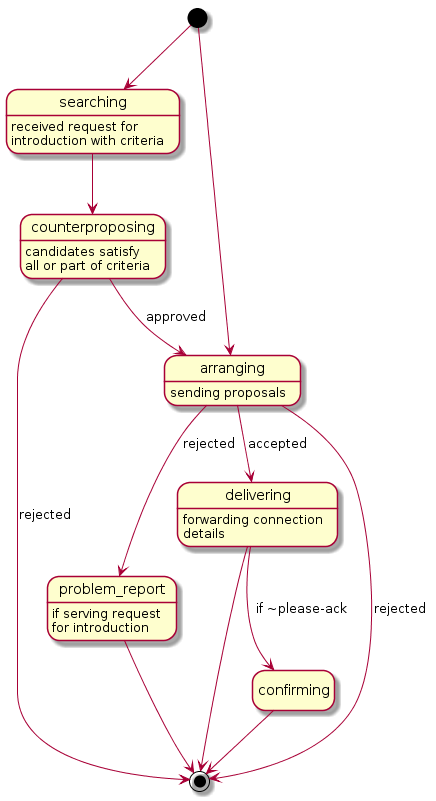 searching
received request for
introduction with criteria
counterproposing
candidates satisfy
all or part of criteria
approved
arranging
sending proposals
rejected
accepted
delivering
forwarding connection
details
rejected
problem_report
if serving request
for introduction
if ~please-ack
rejected
confirming